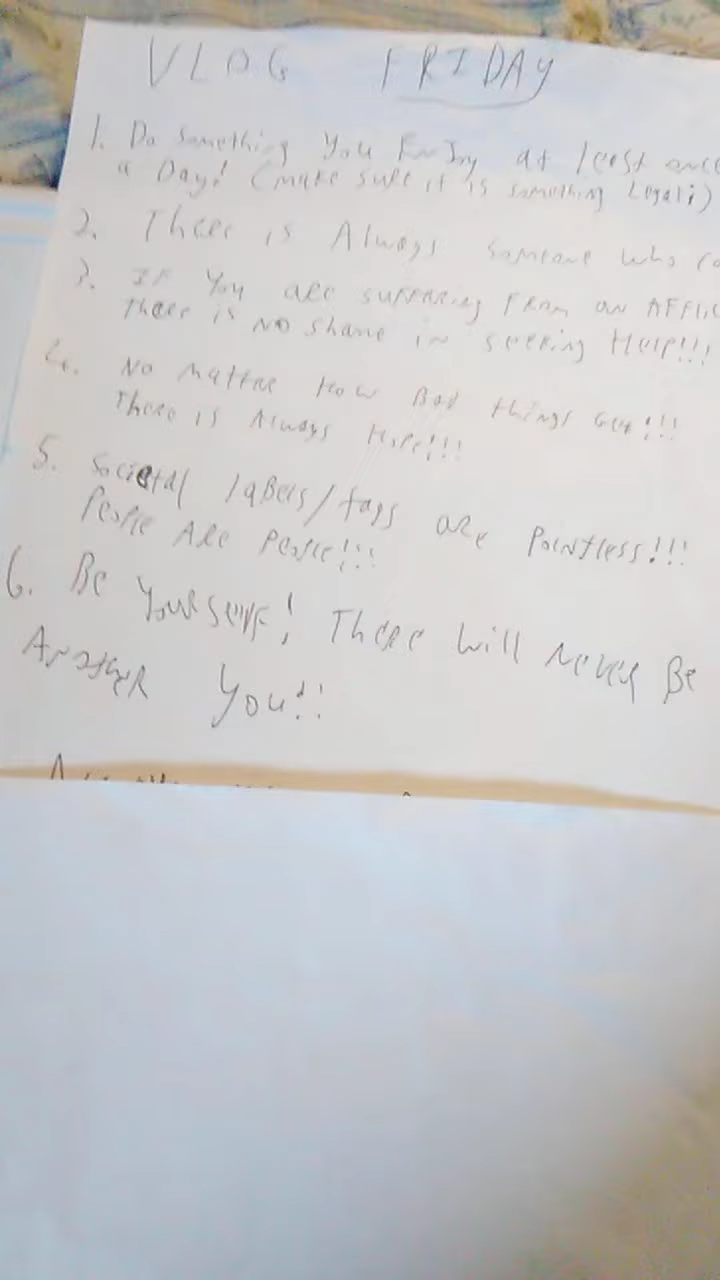 VLOG FRIDAY
1. Do Something You Enjoy at least once
a Day! (make sure it is something Legal;)
2. There is Always someone who
3. IF You are suffering From an AFFLIC
There is NO Shame in seeking Help!!!
4. No matter How Bad things Get!!!
There is Always Hope!!!
5. Societal labels/tags are Pointless!!!
People Are People!!!
6. Be Yourself! There will never Be
Another You!!